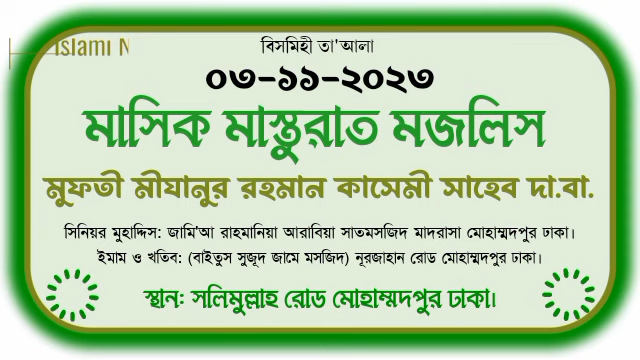 Islami N
বিসমিহী তা'আলা
০৩-১১-২০২৩
মাসিক মাস্তুরাত মজলিস
মুফতী মীযানুর রহমান কাসেমী সাহেব দা.বা.
সিনিয়র মুহাদ্দিস: জামি'আ রাহমানিয়া আরাবিয়া সাতমসজিদ মাদরাসা মোহাম্মদপুর ঢাকা।
ইমাম ও খতিব: (বাইতুস সুজূদ জামে মসজিদ) নূরজাহান রোড মোহাম্মদপুর ঢাকা।
স্থান: সলিমুল্লাহ রোড মোহাম্মদপুর ঢাকা।